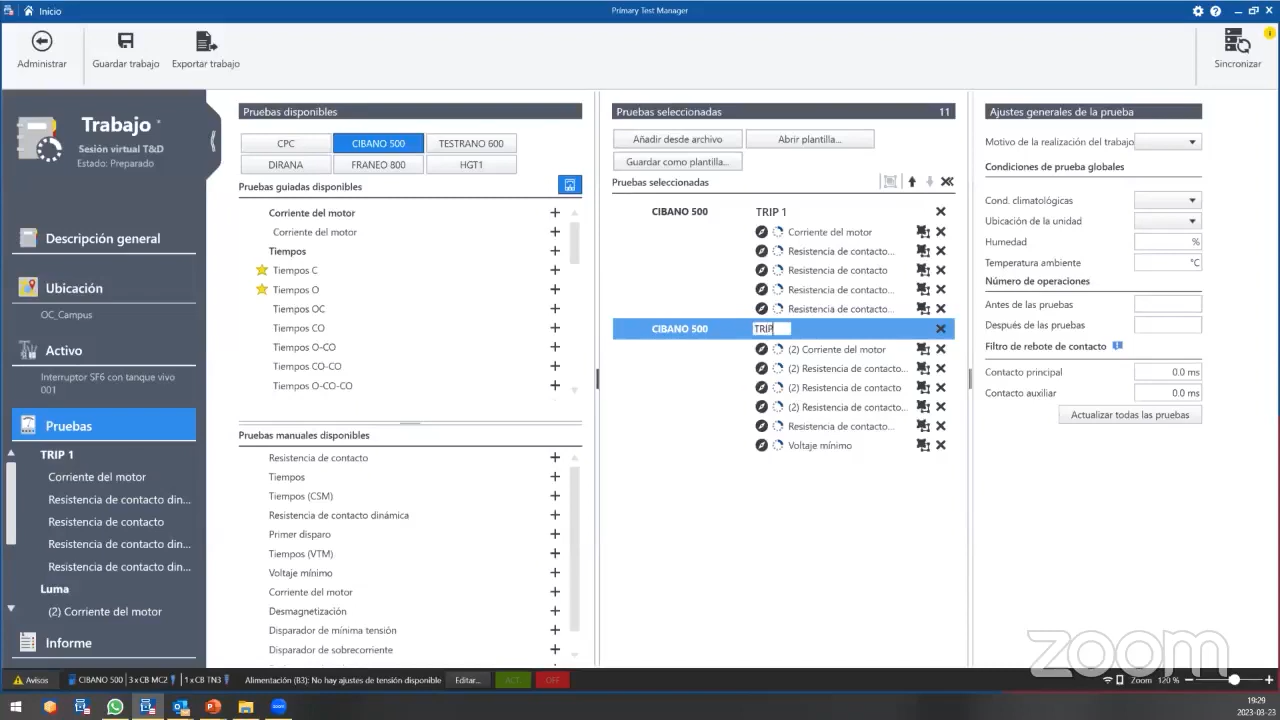 Inicio
Primary Test Manager
Administrar
Guardar trabajo
Exportar trabajo
Sincronizar
Trabajo *
Sesión virtual T&D
Estado: Preparado
Descripción general
Ubicación
OC_Campus
Activo
Interruptor SF6 con tanque vivo
001
Pruebas
TRIP 1
Corriente del motor
Resistencia de contacto din...
Resistencia de contacto
Resistencia de contacto din...
Resistencia de contacto din...
Luma
(2) Corriente del motor
Informe
Pruebas disponibles
CPC
CIBANO 500
TESTRANO 600
DIRANA
FRANEO 800
HGT1
Pruebas guiadas disponibles
Corriente del motor
Corriente del motor
Tiempos
Tiempos C
Tiempos O
Tiempos OC
Tiempos CO
Tiempos O-CO
Tiempos CO-CO
Tiempos O-CO-CO
Pruebas manuales disponibles
Resistencia de contacto
Tiempos
Tiempos (CSM)
Resistencia de contacto dinámica
Primer disparo
Tiempos (VTM)
Voltaje mínimo
Corriente del motor
Desmagnetización
Disparador de mínima tensión
Disparador de sobrecorriente
Pruebas seleccionadas 11
Añadir desde archivo
Abrir plantilla...
Guardar como plantilla...
Pruebas seleccionadas
CIBANO 500 TRIP 1
Corriente del motor
Resistencia de contacto...
Resistencia de contacto
Resistencia de contacto...
Resistencia de contacto...
CIBANO 500 TRIP
(2) Corriente del motor
(2) Resistencia de contacto...
(2) Resistencia de contacto
(2) Resistencia de contacto...
Resistencia de contacto...
Voltaje mínimo
Ajustes generales de la prueba
Motivo de la realización del trabajo
Condiciones de prueba globales
Cond. climatológicas
Ubicación de la unidad
Humedad %
Temperatura ambiente °C
Número de operaciones
Antes de las pruebas
Después de las pruebas
Filtro de rebote de contacto
Contacto principal 0.0 ms
Contacto auxiliar 0.0 ms
Actualizar todas las pruebas
zoom
Avisos
CIBANO 500
3 x CB MC2
1 x CB TN3
Alimentación (B3): No hay ajustes de tensión disponible
Editar...
ACT.
OFF
Zoom 120 %
19:29
2023-03-23